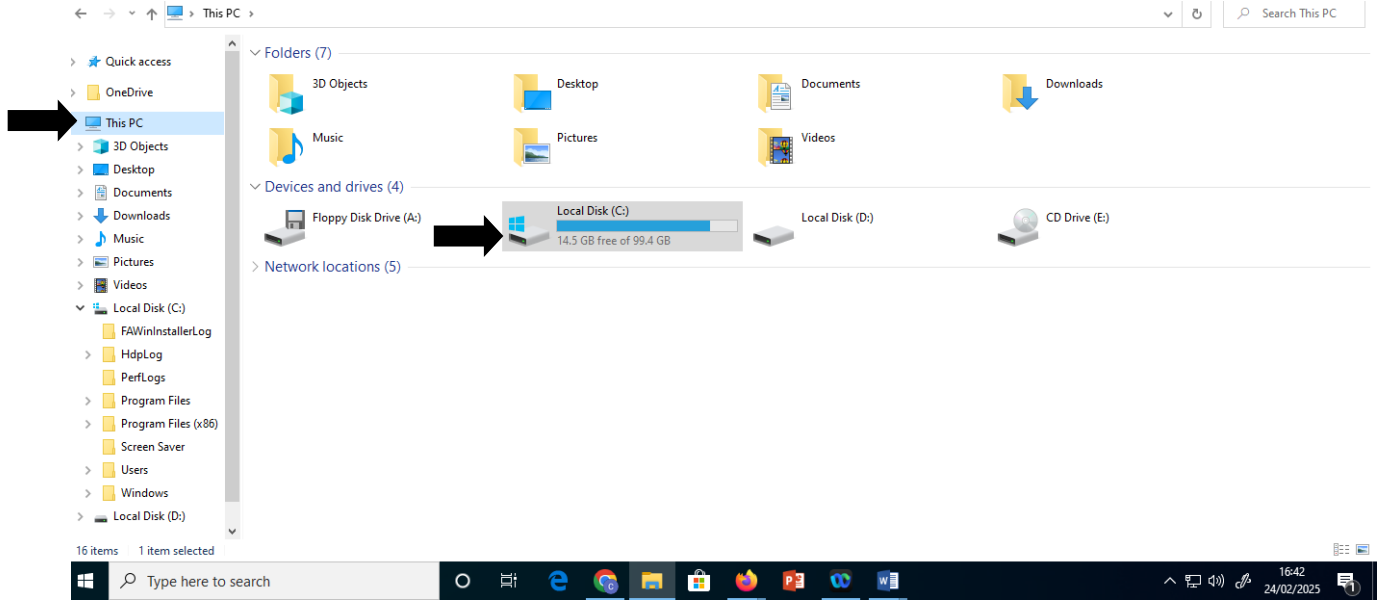 This PC
Search This PC
Quick access
OneDrive
This PC
3D Objects
Desktop
Documents
Downloads
Music
Pictures
Videos
Local Disk (C:)
FAWinInstallerLog
HdpLog
PerfLogs
Program Files
Program Files (x86)
Screen Saver
Users
Windows
Local Disk (D:)
Folders (7)
3D Objects
Desktop
Documents
Downloads
Music
Pictures
Videos
Devices and drives (4)
Floppy Disk Drive (A:)
Local Disk (C:)
14.5 GB free of 99.4 GB
Local Disk (D:)
CD Drive (E:)
Network locations (5)
16 items 1 item selected
Type here to search
16:42
24/02/2025
1